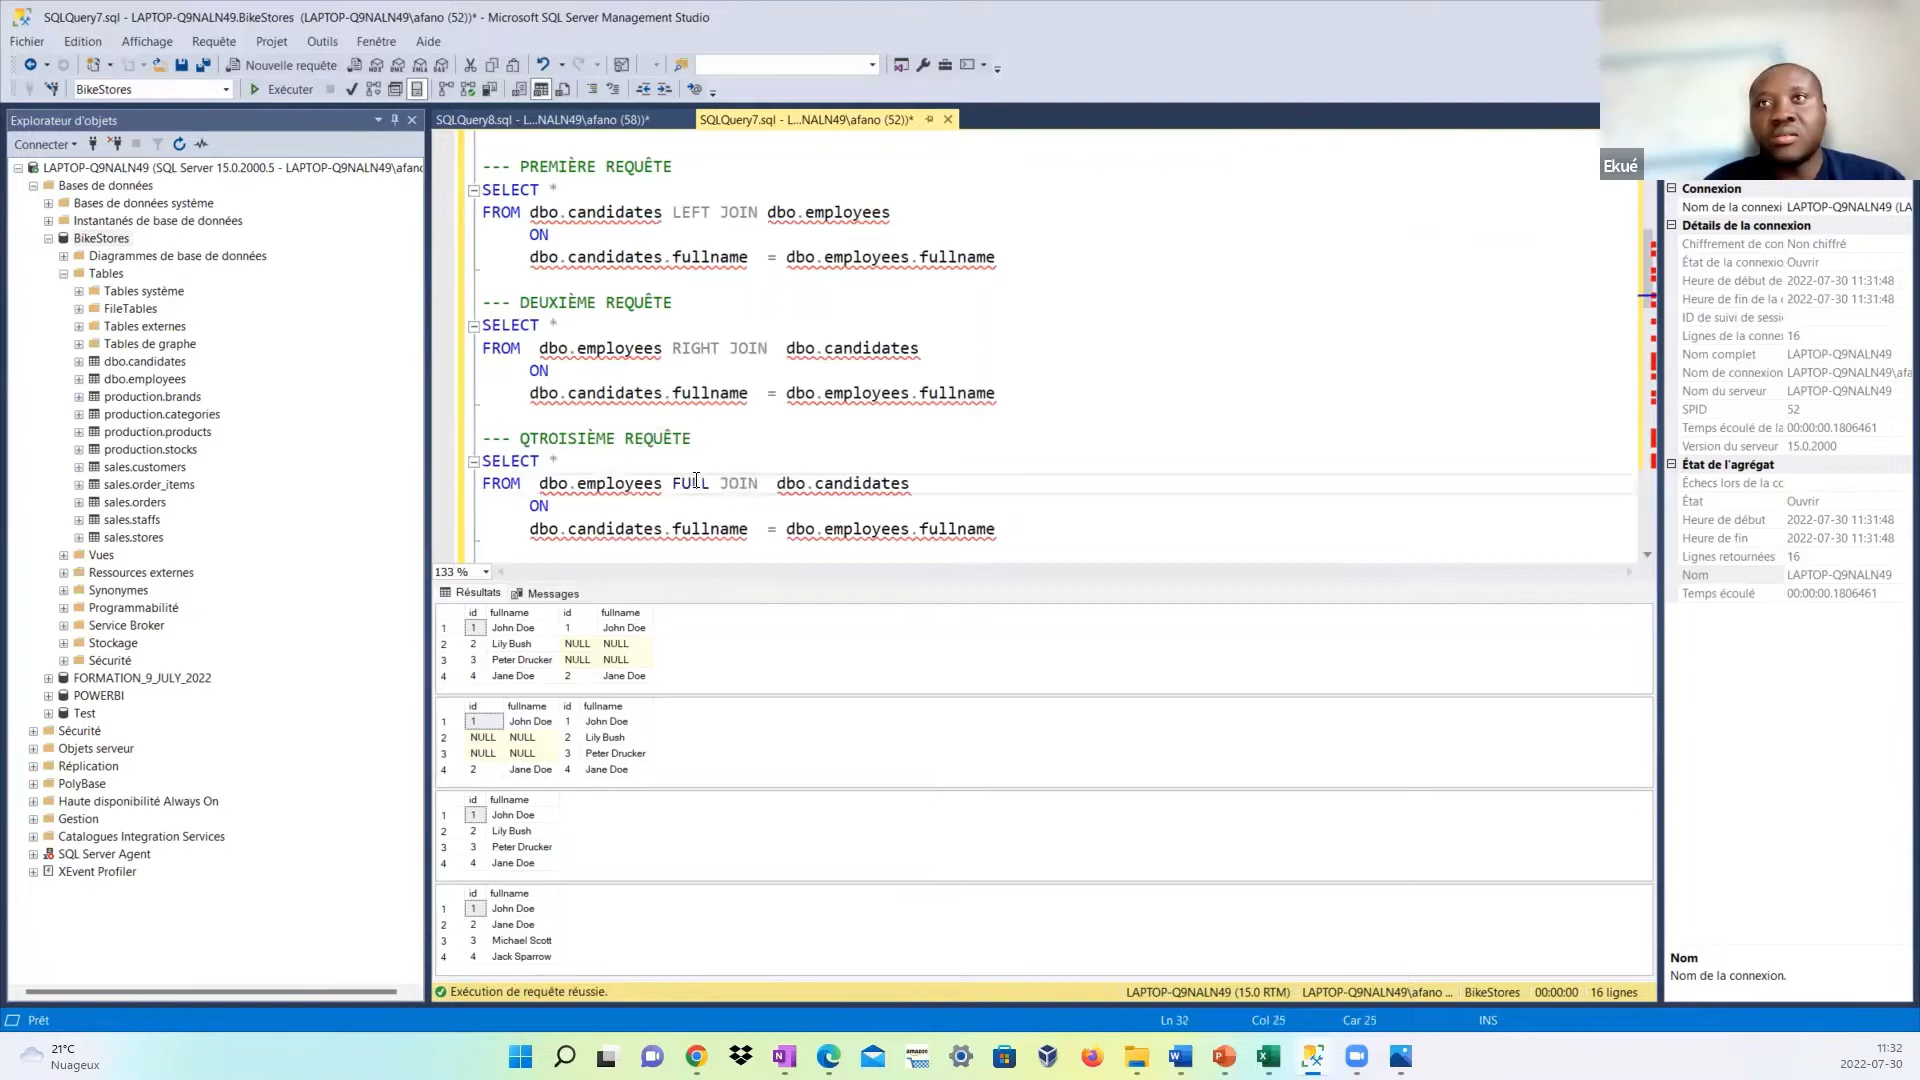 SQLQuery7.sql - LAPTOP-Q9NALN49.BikeStores (LAPTOP-Q9NALN49\afano (52))* - Microsoft SQL Server Management Studio
Fichier Edition Affichage Requête Projet Outils Fenêtre Aide
Nouvelle requête
BikeStores Exécuter
Explorateur d'objets
Connecter
LAPTOP-Q9NALN49 (SQL Server 15.0.2000.5 - LAPTOP-Q9NALN49\afano
Bases de données
Bases de données système
Instantanés de base de données
BikeStores
Diagrammes de base de données
Tables
Tables système
FileTables
Tables externes
Tables de graphe
dbo.candidates
dbo.employees
production.brands
production.categories
production.products
production.stocks
sales.customers
sales.order_items
sales.orders
sales.staffs
sales.stores
Vues
Ressources externes
Synonymes
Programmabilité
Service Broker
Stockage
Sécurité
FORMATION_9_JULY_2022
POWERBI
Test
Sécurité
Objets serveur
Réplication
PolyBase
Haute disponibilité Always On
Gestion
Catalogues Integration Services
SQL Server Agent
XEvent Profiler
SQLQuery8.sql - L...NALN49\afano (58))* SQLQuery7.sql - L...NALN49\afano (52))*
--- PREMIÈRE REQUÊTE
SELECT *
FROM dbo.candidates LEFT JOIN dbo.employees
ON
dbo.candidates.fullname = dbo.employees.fullname
--- DEUXIÈME REQUÊTE
SELECT *
FROM dbo.employees RIGHT JOIN dbo.candidates
ON
dbo.candidates.fullname = dbo.employees.fullname
--- QTROISIÈME REQUÊTE
SELECT *
FROM dbo.employees FULL JOIN dbo.candidates
ON
dbo.candidates.fullname = dbo.employees.fullname
133 %
Résultats Messages
id fullname id fullname
1 1 John Doe 1 John Doe
2 2 Lily Bush NULL NULL
3 3 Peter Drucker NULL NULL
4 4 Jane Doe 2 Jane Doe
id fullname id fullname
1 1 John Doe 1 John Doe
2 NULL NULL 2 Lily Bush
3 NULL NULL 3 Peter Drucker
4 2 Jane Doe 4 Jane Doe
id fullname
1 1 John Doe
2 2 Lily Bush
3 3 Peter Drucker
4 4 Jane Doe
id fullname
1 1 John Doe
2 2 Jane Doe
3 3 Michael Scott
4 4 Jack Sparrow
Exécution de requête réussie. LAPTOP-Q9NALN49 (15.0 RTM) LAPTOP-Q9NALN49\afano ... BikeStores 00:00:00 16 lignes
Ekué
Connexion
Nom de la connexi LAPTOP-Q9NALN49 (LA
Détails de la connexion
Chiffrement de con Non chiffré
État de la connexio Ouvrir
Heure de début de 2022-07-30 11:31:48
Heure de fin de la c 2022-07-30 11:31:48
ID de suivi de sessi
Lignes de la connex 16
Nom complet LAPTOP-Q9NALN49
Nom de connexion LAPTOP-Q9NALN49\afa
Nom du serveur LAPTOP-Q9NALN49
SPID 52
Temps écoulé de la 00:00:00.1806461
Version du serveur 15.0.2000
État de l'agrégat
Échecs lors de la cc
État Ouvrir
Heure de début 2022-07-30 11:31:48
Heure de fin 2022-07-30 11:31:48
Lignes retournées 16
Nom LAPTOP-Q9NALN49
Temps écoulé 00:00:00.1806461
Nom
Nom de la connexion.
Prêt Ln 32 Col 25 Car 25 INS
21°C
Nuageux
amazon
11:32
2022-07-30